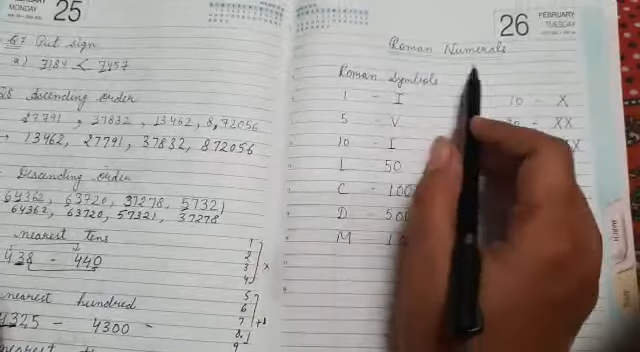 MONDAY 25
Q7 Put sign
a) 7184 < 7457
Q8 Ascending order
27791, 37832, 13462, 8,72056
→ 13462, 27791, 37832, 872056
Descending order
64362, 63720, 37278, 57321
64362, 63720, 57321, 37278
nearest tens
438 - 440
1
2
3
4
nearest hundred
4325 - 4300
5
6
7 +1
8
9
26 FEBRUARY
TUESDAY
Roman Numerals
Roman Symbols
1 - I
5 - V
10 - I
L 50
C - 100
D - 500
M
10 - X
- XX
MARCH